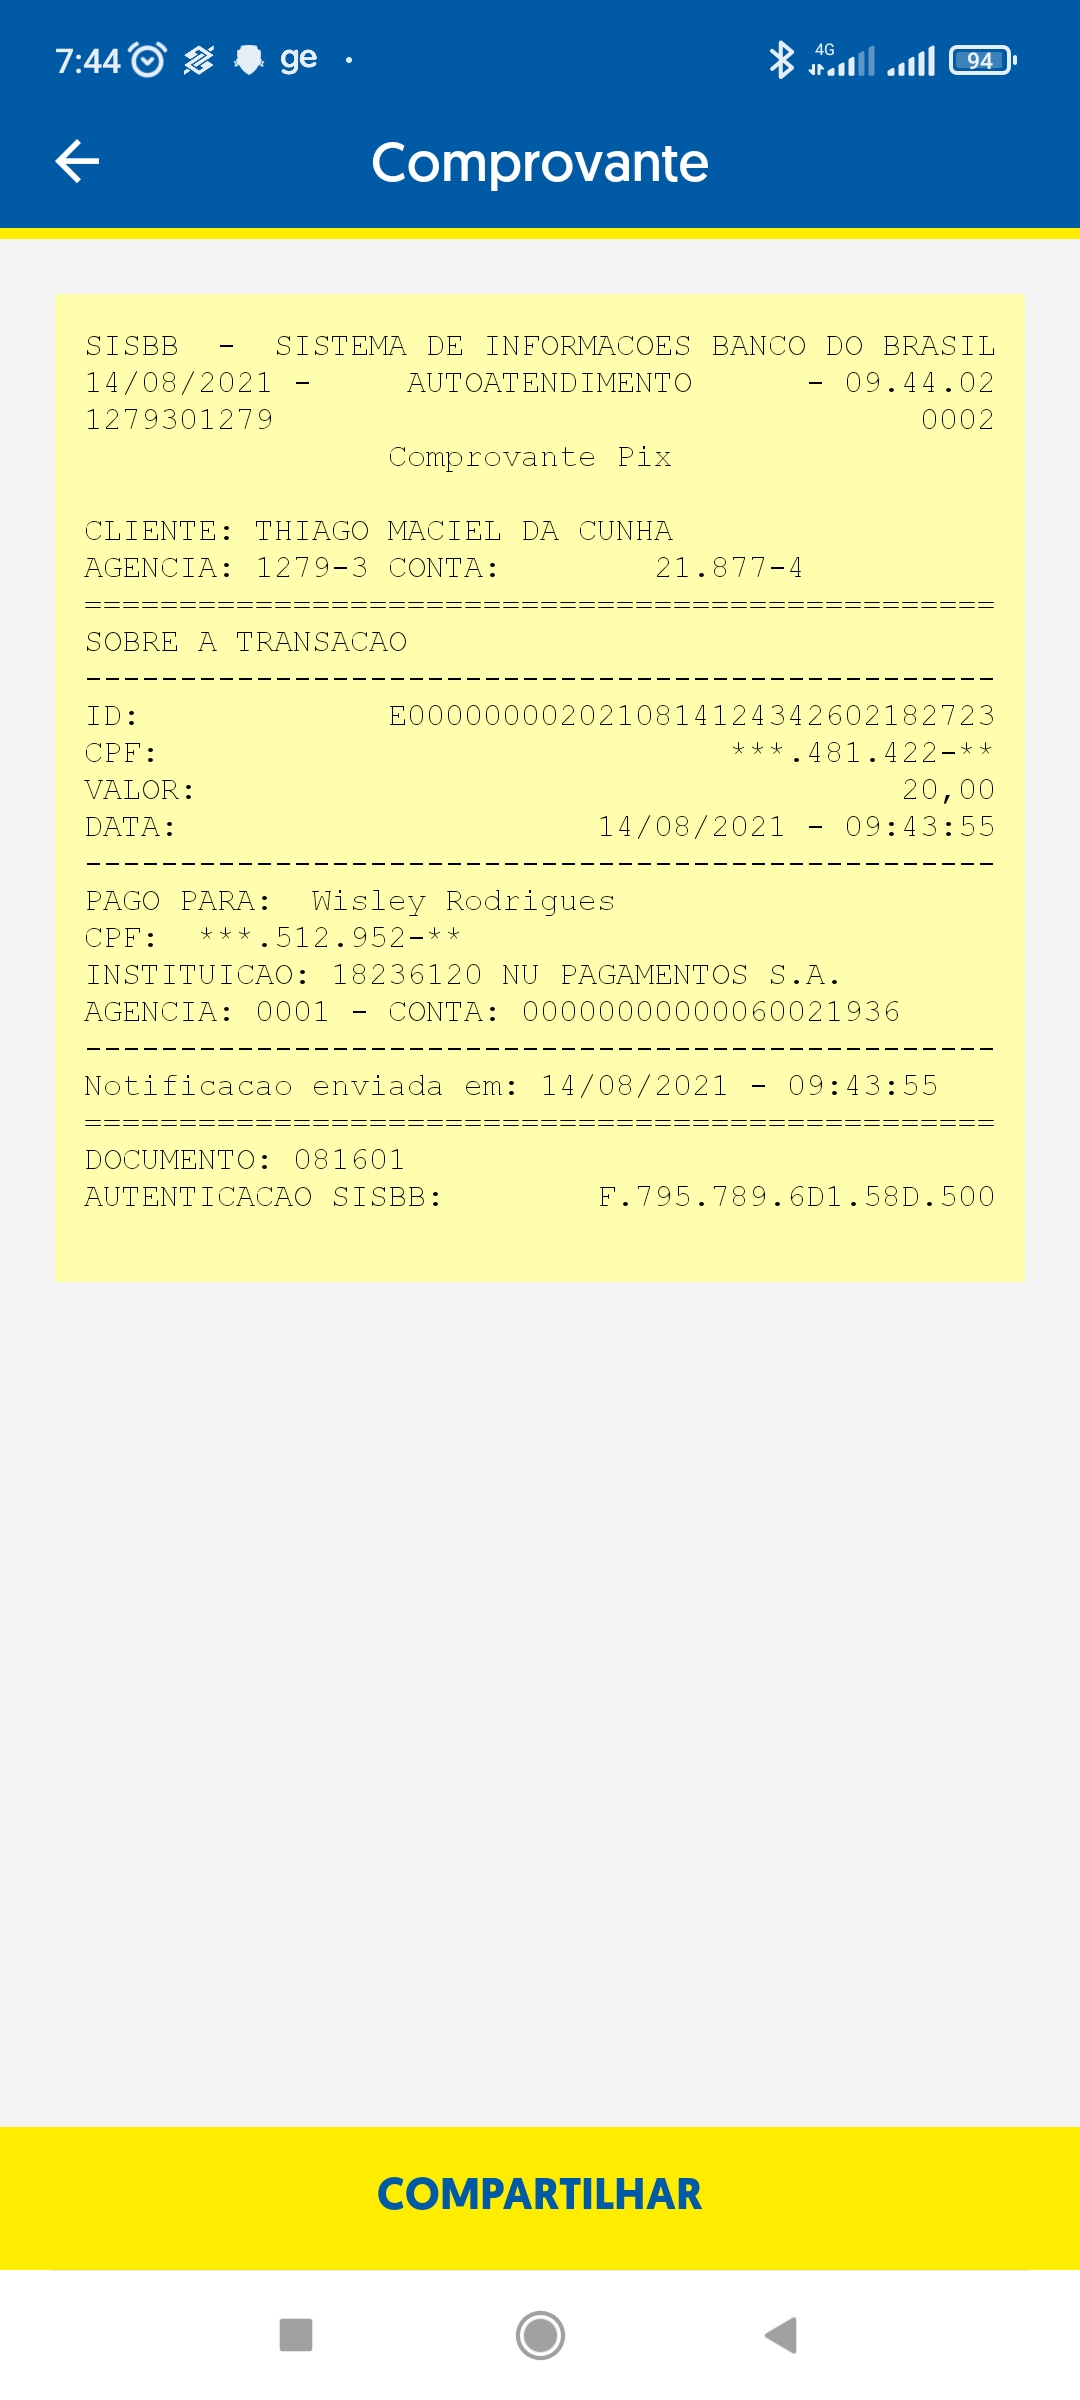 7:44 ge
4G 94
Comprovante
SISBB - SISTEMA DE INFORMACOES BANCO DO BRASIL
14/08/2021 - AUTOATENDIMENTO - 09.44.02
1279301279 0002
Comprovante Pix
CLIENTE: THIAGO MACIEL DA CUNHA
AGENCIA: 1279-3 CONTA: 21.877-4
================================================
SOBRE A TRANSACAO
------------------------------------------------
ID: E0000000020210814124342602182723
CPF: ***.481.422-**
VALOR: 20,00
DATA: 14/08/2021 - 09:43:55
------------------------------------------------
PAGO PARA: Wisley Rodrigues
CPF: ***.512.952-**
INSTITUICAO: 18236120 NU PAGAMENTOS S.A.
AGENCIA: 0001 - CONTA: 00000000000060021936
------------------------------------------------
Notificacao enviada em: 14/08/2021 - 09:43:55
================================================
DOCUMENTO: 081601
AUTENTICACAO SISBB: F.795.789.6D1.58D.500
COMPARTILHAR